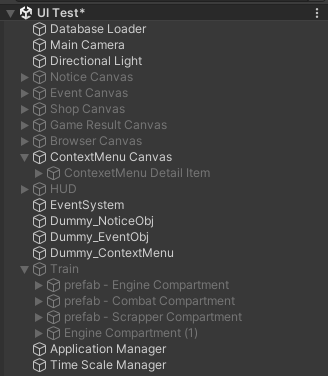 UI Test*
Database Loader
Main Camera
Directional Light
Notice Canvas
Event Canvas
Shop Canvas
Game Result Canvas
Browser Canvas
ContextMenu Canvas
ContexetMenu Detail Item
HUD
EventSystem
Dummy_NoticeObj
Dummy_EventObj
Dummy_ContextMenu
Train
prefab - Engine Compartment
prefab - Combat Compartment
prefab - Scrapper Compartment
Engine Compartment (1)
Application Manager
Time Scale Manager